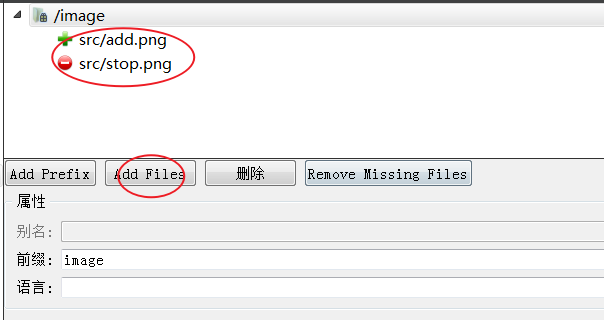 /image
src/add.png
src/stop.png
Add Prefix Add Files 删除 Remove Missing Files
属性
别名:
前缀: image
语言: